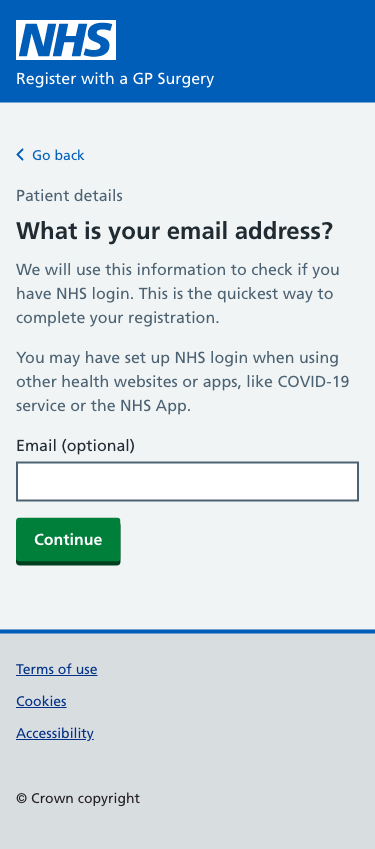 NHS
Register with a GP Surgery
Go back
Patient details
What is your email address?
We will use this information to check if you
have NHS login. This is the quickest way to
complete your registration.
You may have set up NHS login when using
other health websites or apps, like COVID-19
service or the NHS App.
Email (optional)
Continue
Terms of use
Cookies
Accessibility
© Crown copyright